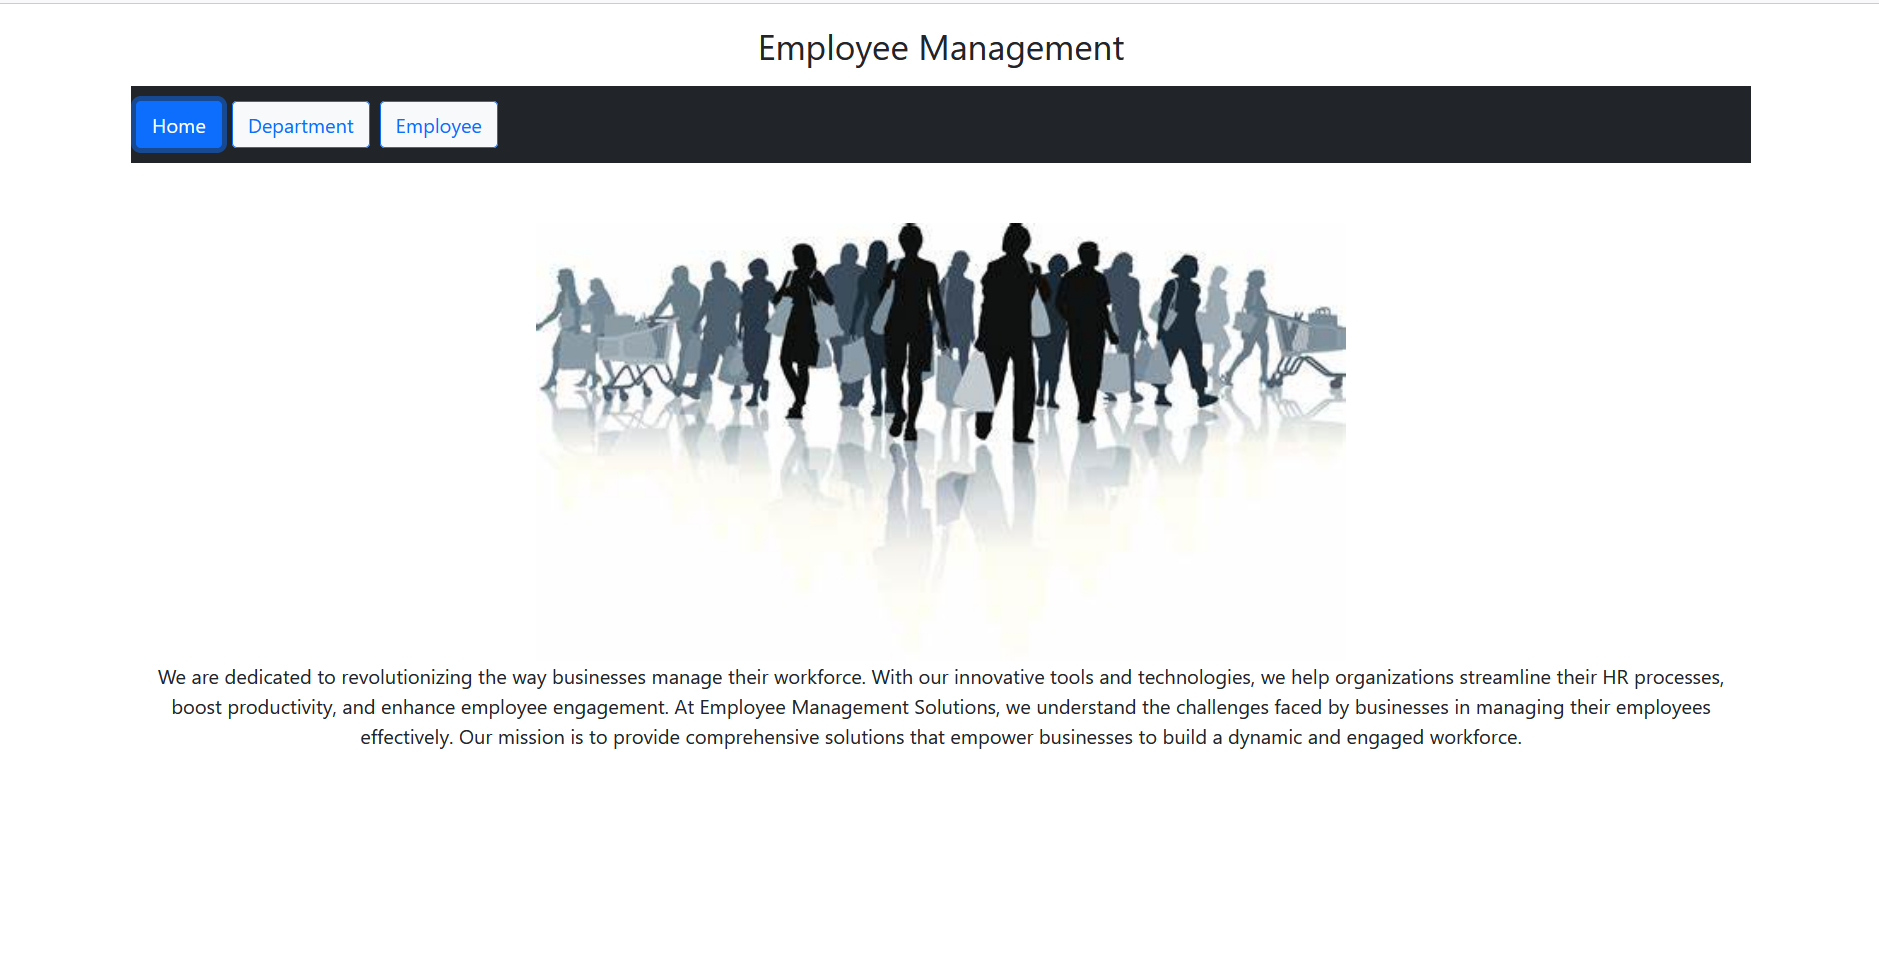 Employee Management
Home Department Employee
We are dedicated to revolutionizing the way businesses manage their workforce. With our innovative tools and technologies, we help organizations streamline their HR processes,
boost productivity, and enhance employee engagement. At Employee Management Solutions, we understand the challenges faced by businesses in managing their employees
effectively. Our mission is to provide comprehensive solutions that empower businesses to build a dynamic and engaged workforce.